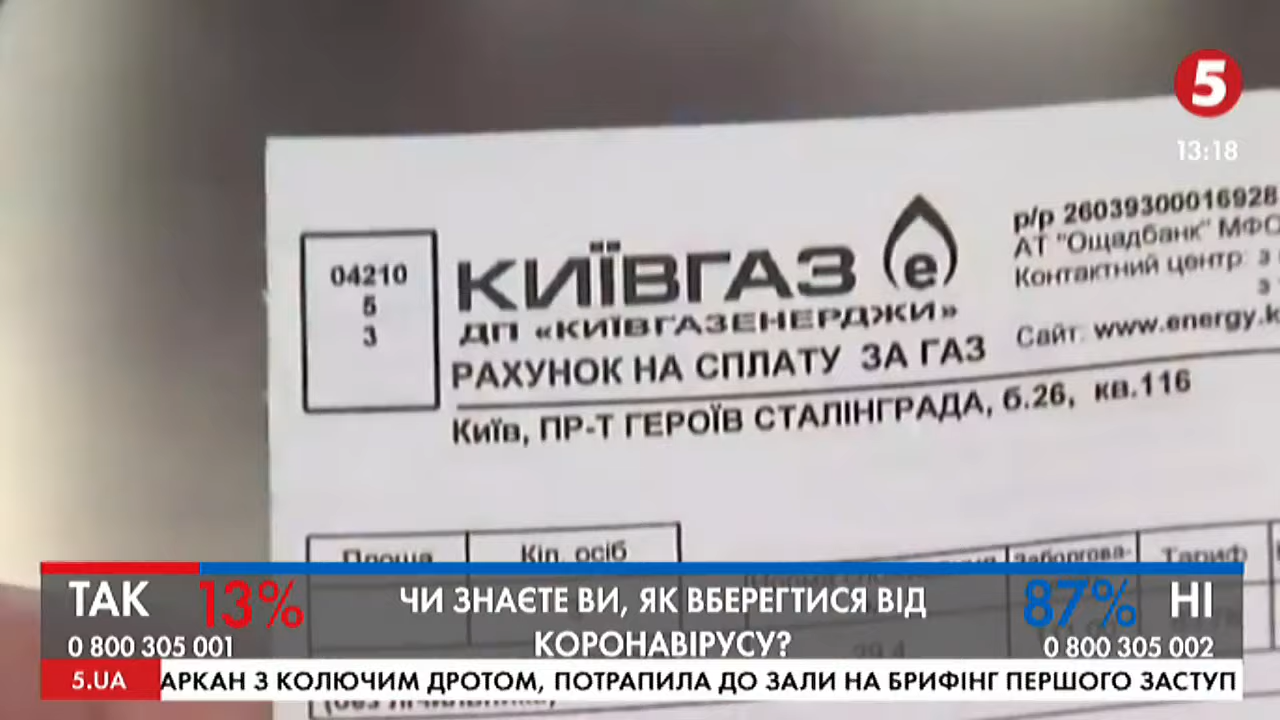 5
13:18
04210
5
3
КИЇВГАЗ
е
ДП «КИЇВГАЗЕНЕРДЖИ»
РАХУНОК НА СПЛАТУ ЗА ГАЗ
Київ, ПР-Т ГЕРОЇВ СТАЛІНГРАДА, б.26, кв.116
р/р 26039300016928
АТ "Ощадбанк" МФО
Контактний центр: з
з
Сайт: www.energy.k
Площа
Кіл. осіб
Заборгова-
Тариф
ТАК 13%
0 800 305 001
ЧИ ЗНАЄТЕ ВИ, ЯК ВБЕРЕГТИСЯ ВІД
КОРОНАВІРУСУ?
87% НІ
0 800 305 002
5.UA
АРКАН З КОЛЮЧИМ ДРОТОМ, ПОТРАПИЛА ДО ЗАЛИ НА БРИФІНГ ПЕРШОГО ЗАСТУП